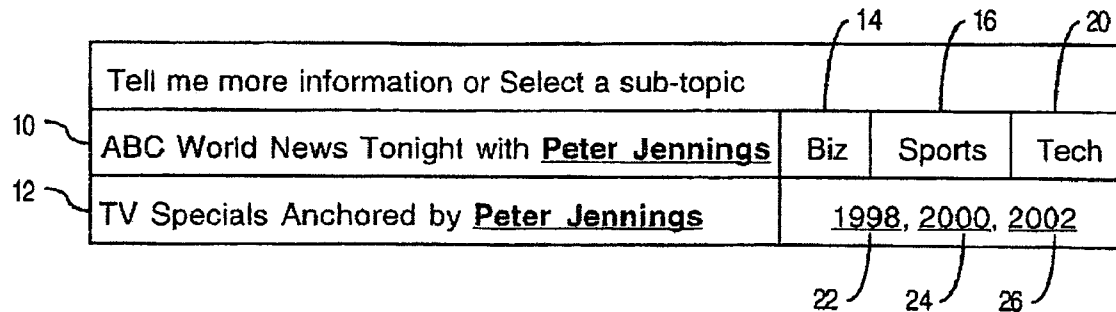 14 16 20
Tell me more information or Select a sub-topic
10 ABC World News Tonight with Peter Jennings Biz Sports Tech
12 TV Specials Anchored by Peter Jennings 1998, 2000, 2002
22 24 26